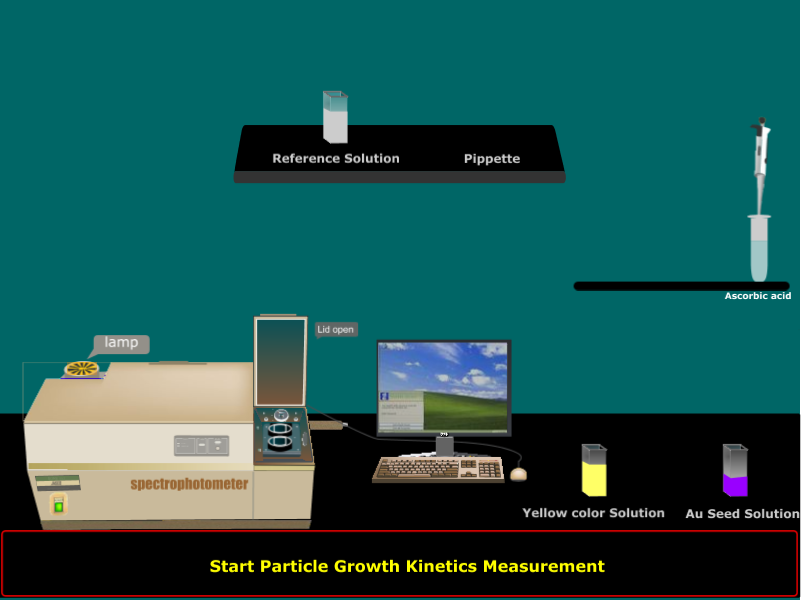 Reference Solution
Pippette
Ascorbic acid
Lid open
lamp
spectrophotometer
Yellow color Solution
Au Seed Solution
Start Particle Growth Kinetics Measurement